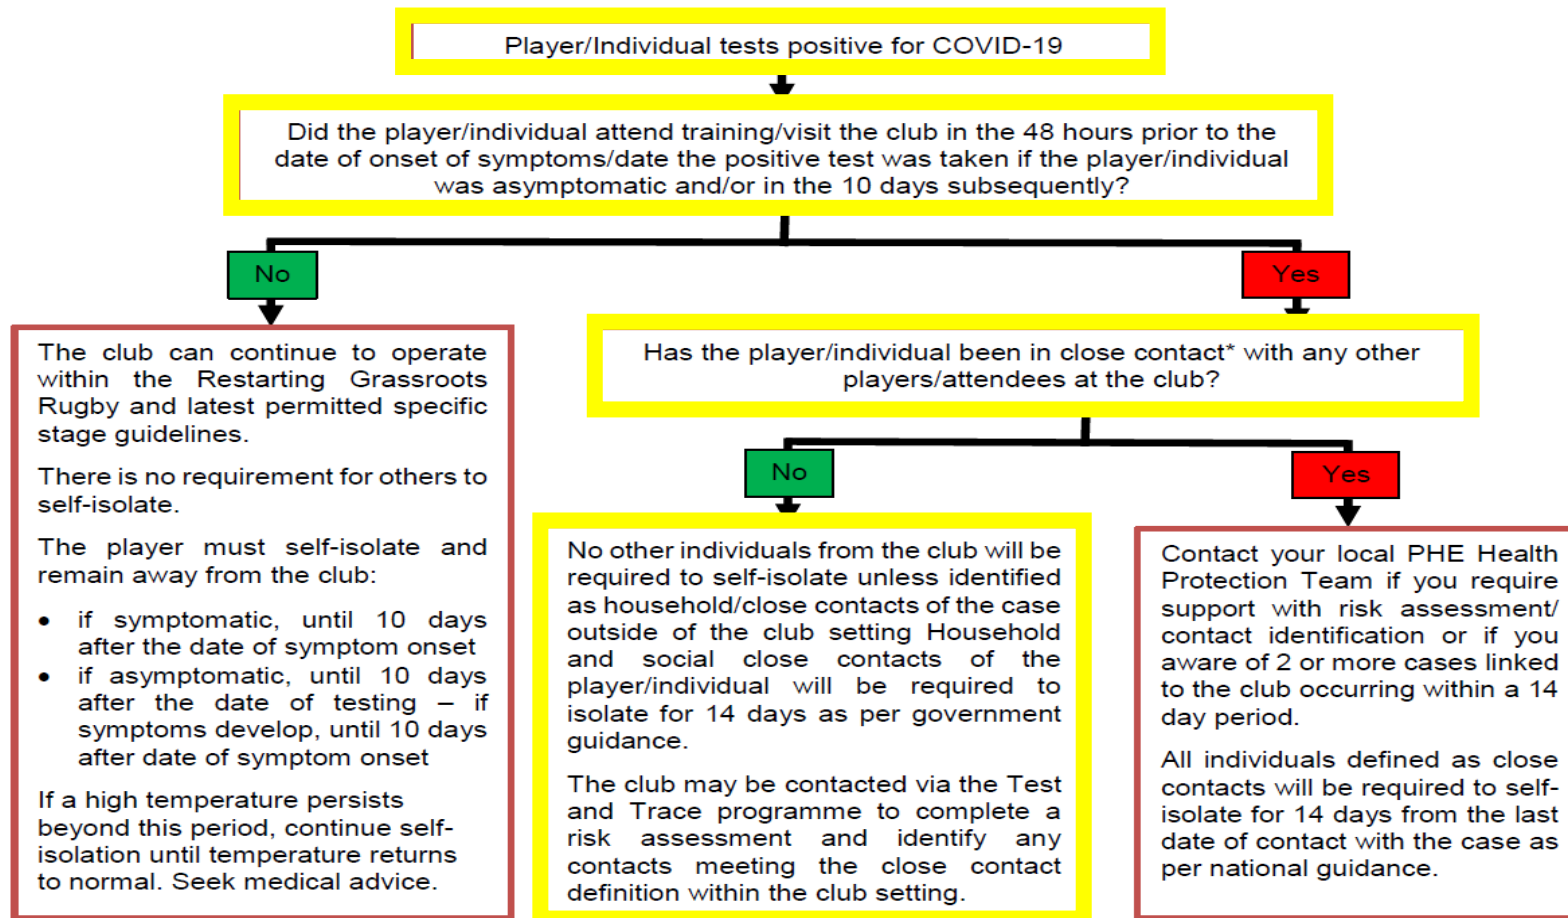 Player/Individual tests positive for COVID-19
Did the player/individual attend training/visit the club in the 48 hours prior to the
date of onset of symptoms/date the positive test was taken if the player/individual
was asymptomatic and/or in the 10 days subsequently?
No
Yes
The club can continue to operate
within the Restarting Grassroots
Rugby and latest permitted specific
stage guidelines.
There is no requirement for others to
self-isolate.
The player must self-isolate and
remain away from the club:
• if symptomatic, until 10 days
after the date of symptom onset
• if asymptomatic, until 10 days
after the date of testing – if
symptoms develop, until 10 days
after date of symptom onset
If a high temperature persists
beyond this period, continue self-
isolation until temperature returns
to normal. Seek medical advice.
Has the player/individual been in close contact* with any other
players/attendees at the club?
No
Yes
No other individuals from the club will be
required to self-isolate unless identified
as household/close contacts of the case
outside of the club setting Household
and social close contacts of the
player/individual will be required to
isolate for 14 days as per government
guidance.
The club may be contacted via the Test
and Trace programme to complete a
risk assessment and identify any
contacts meeting the close contact
definition within the club setting.
Contact your local PHE Health
Protection Team if you require
support with risk assessment/
contact identification or if you
aware of 2 or more cases linked
to the club occurring within a 14
day period.
All individuals defined as close
contacts will be required to self-
isolate for 14 days from the last
date of contact with the case as
per national guidance.